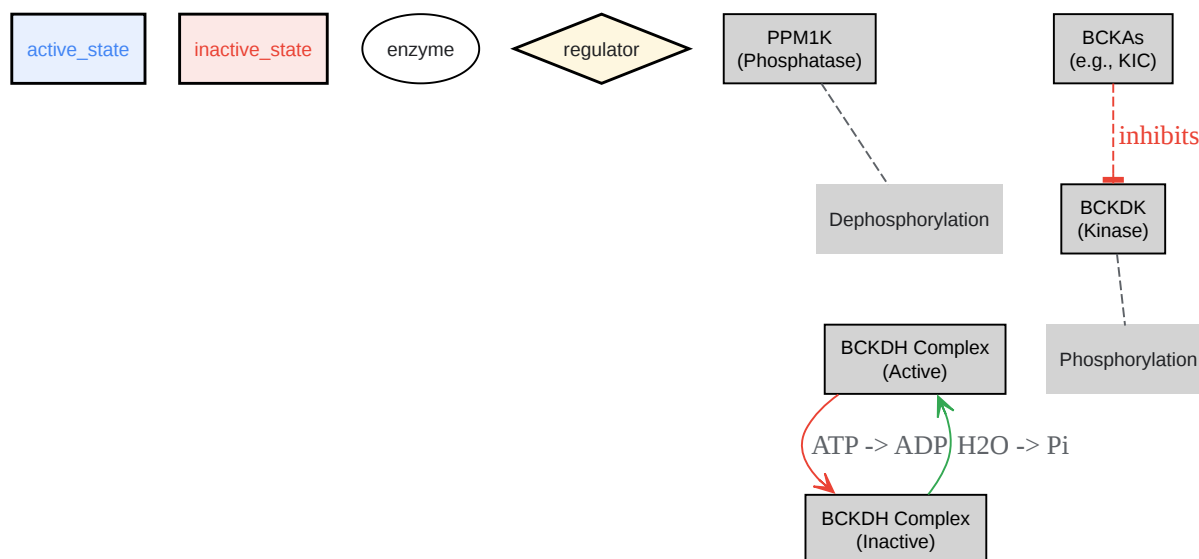 active_state
inactive_state
enzyme
regulator
PPM1K
(Phosphatase)
BCKAs
(e.g., KIC)
inhibits
Dephosphorylation
BCKDK
(Kinase)
BCKDH Complex
(Active)
Phosphorylation
ATP -> ADP
H2O -> Pi
BCKDH Complex
(Inactive)